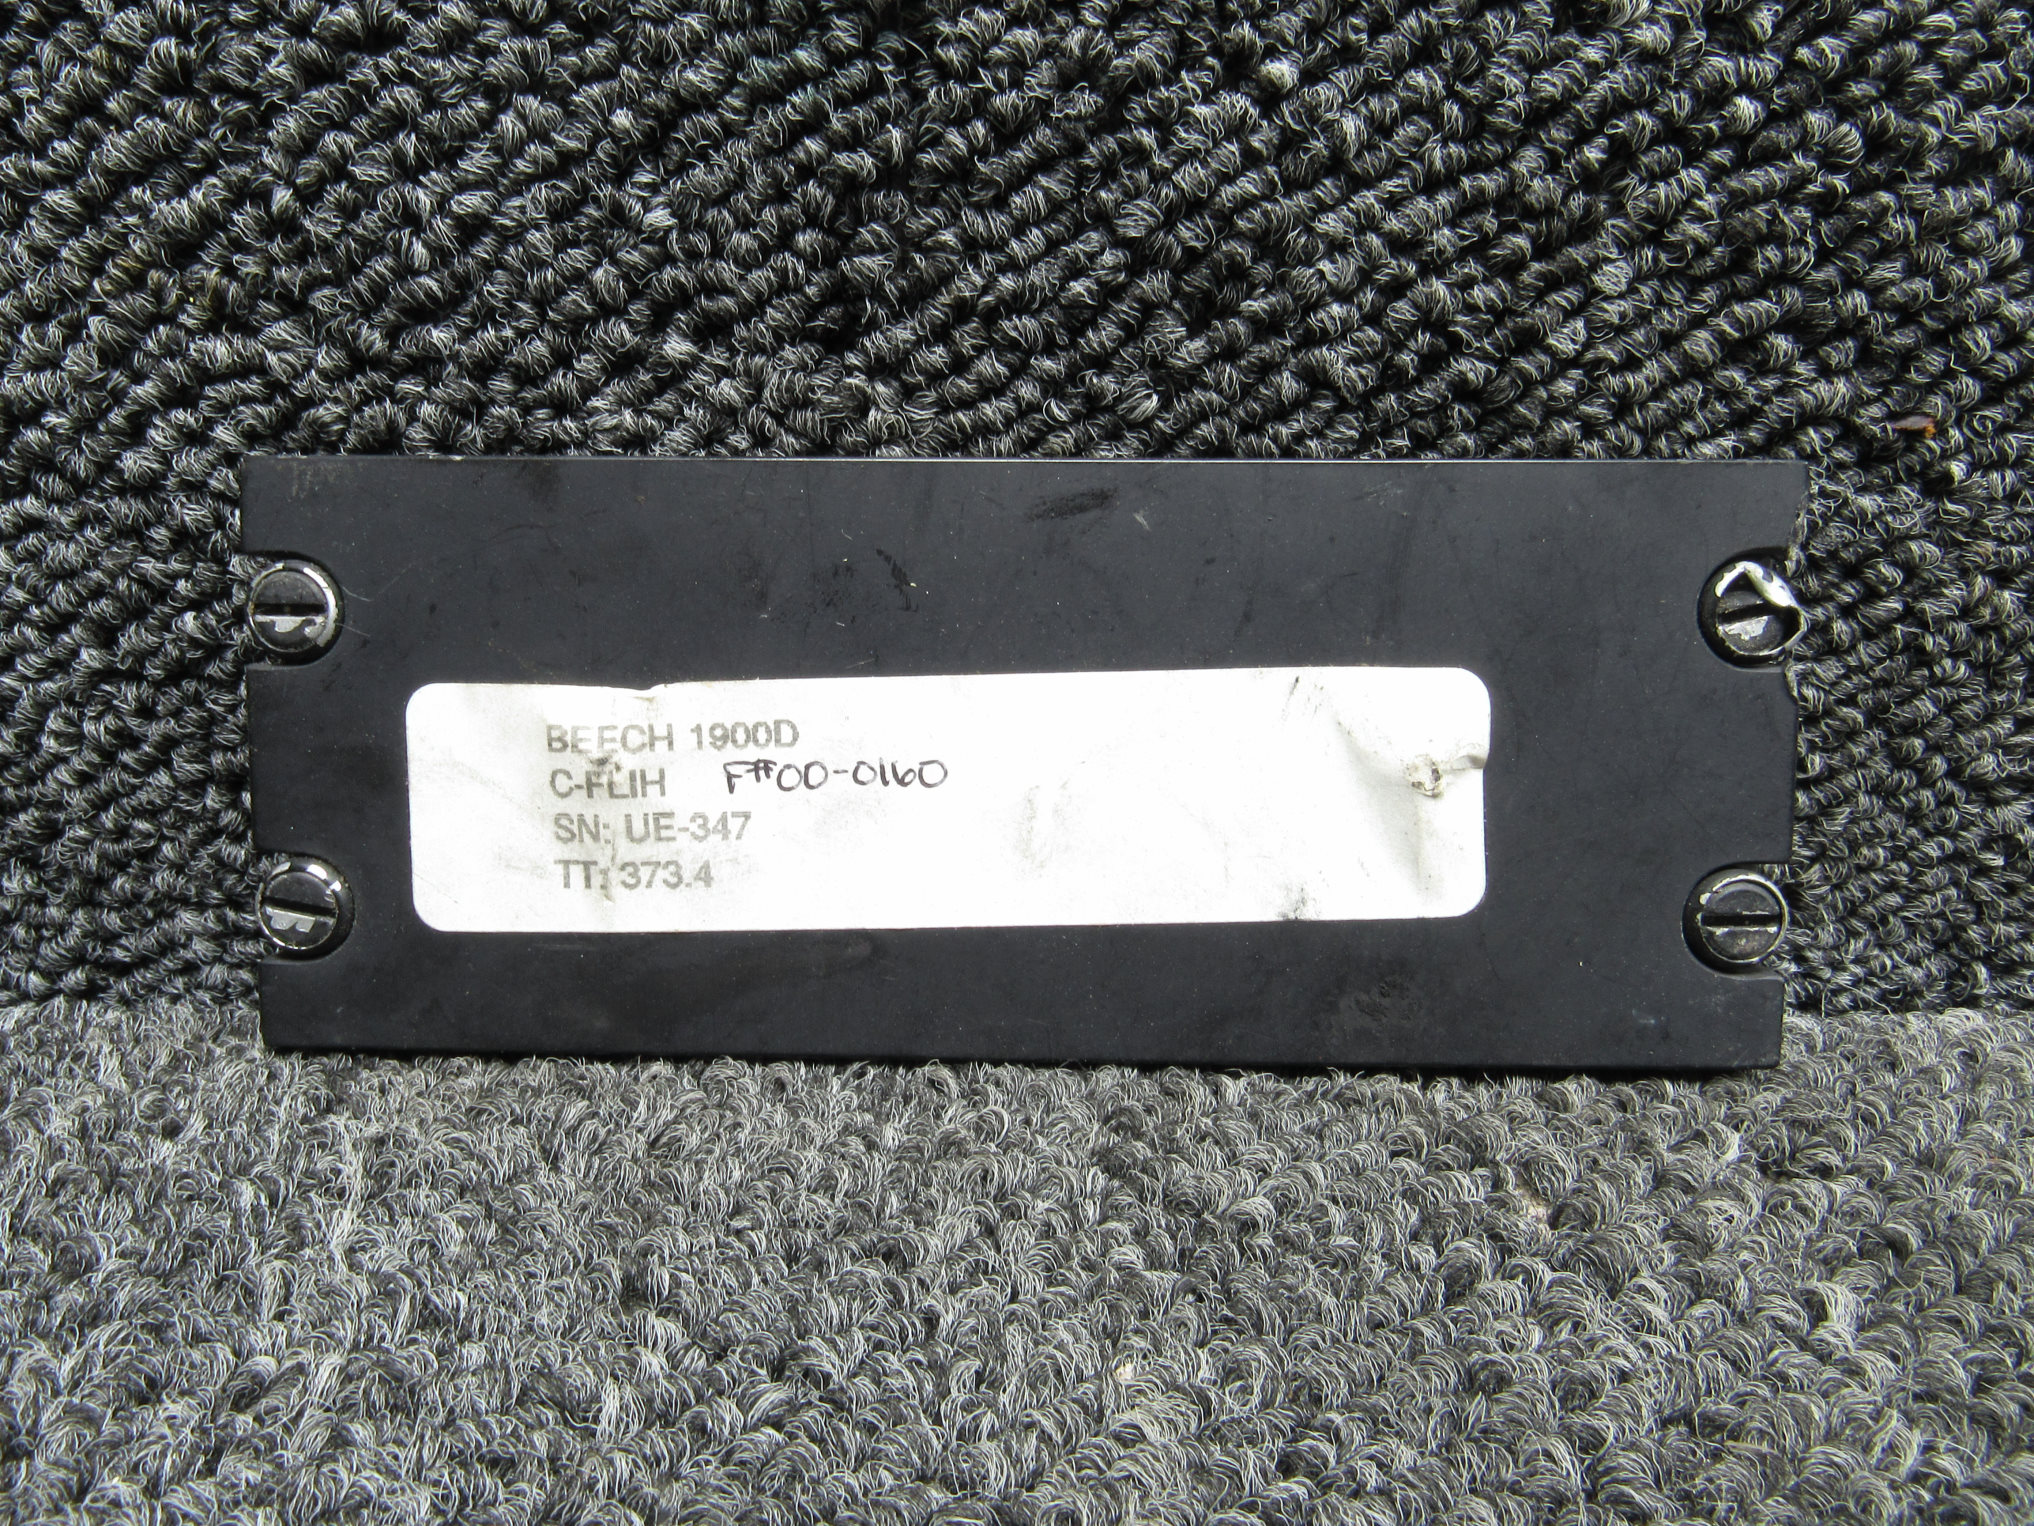 BEECH 1900D
C-FLIH F#00-0160
SN: UE-347
TT: 373.4